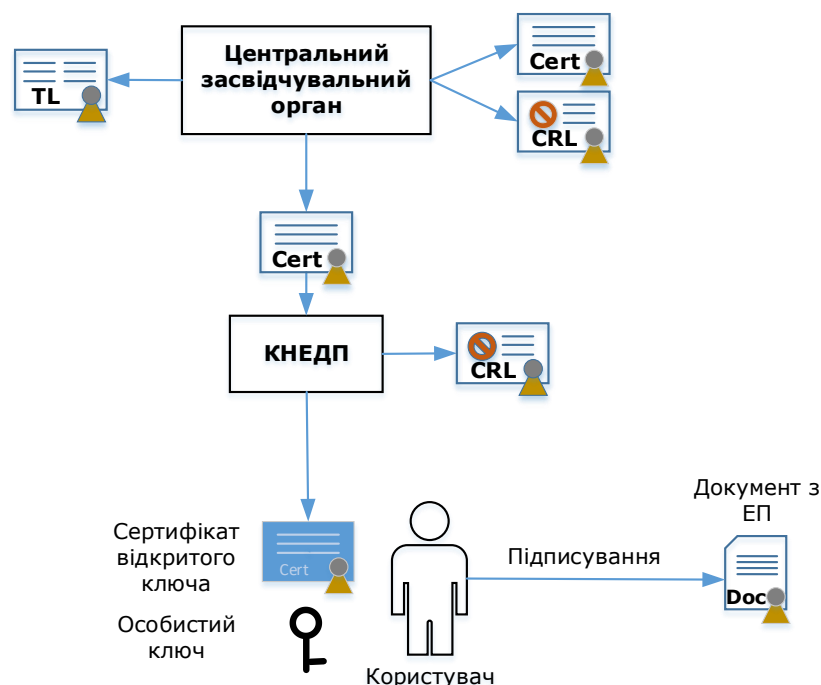 Центральний
засвідчувальний
орган
TL
Cert
CRL
Cert
КНЕДП
CRL
Сертифікат
відкритого
ключа
Cert
Особистий
ключ
Користувач
Підписування
Документ з
ЕП
Doc